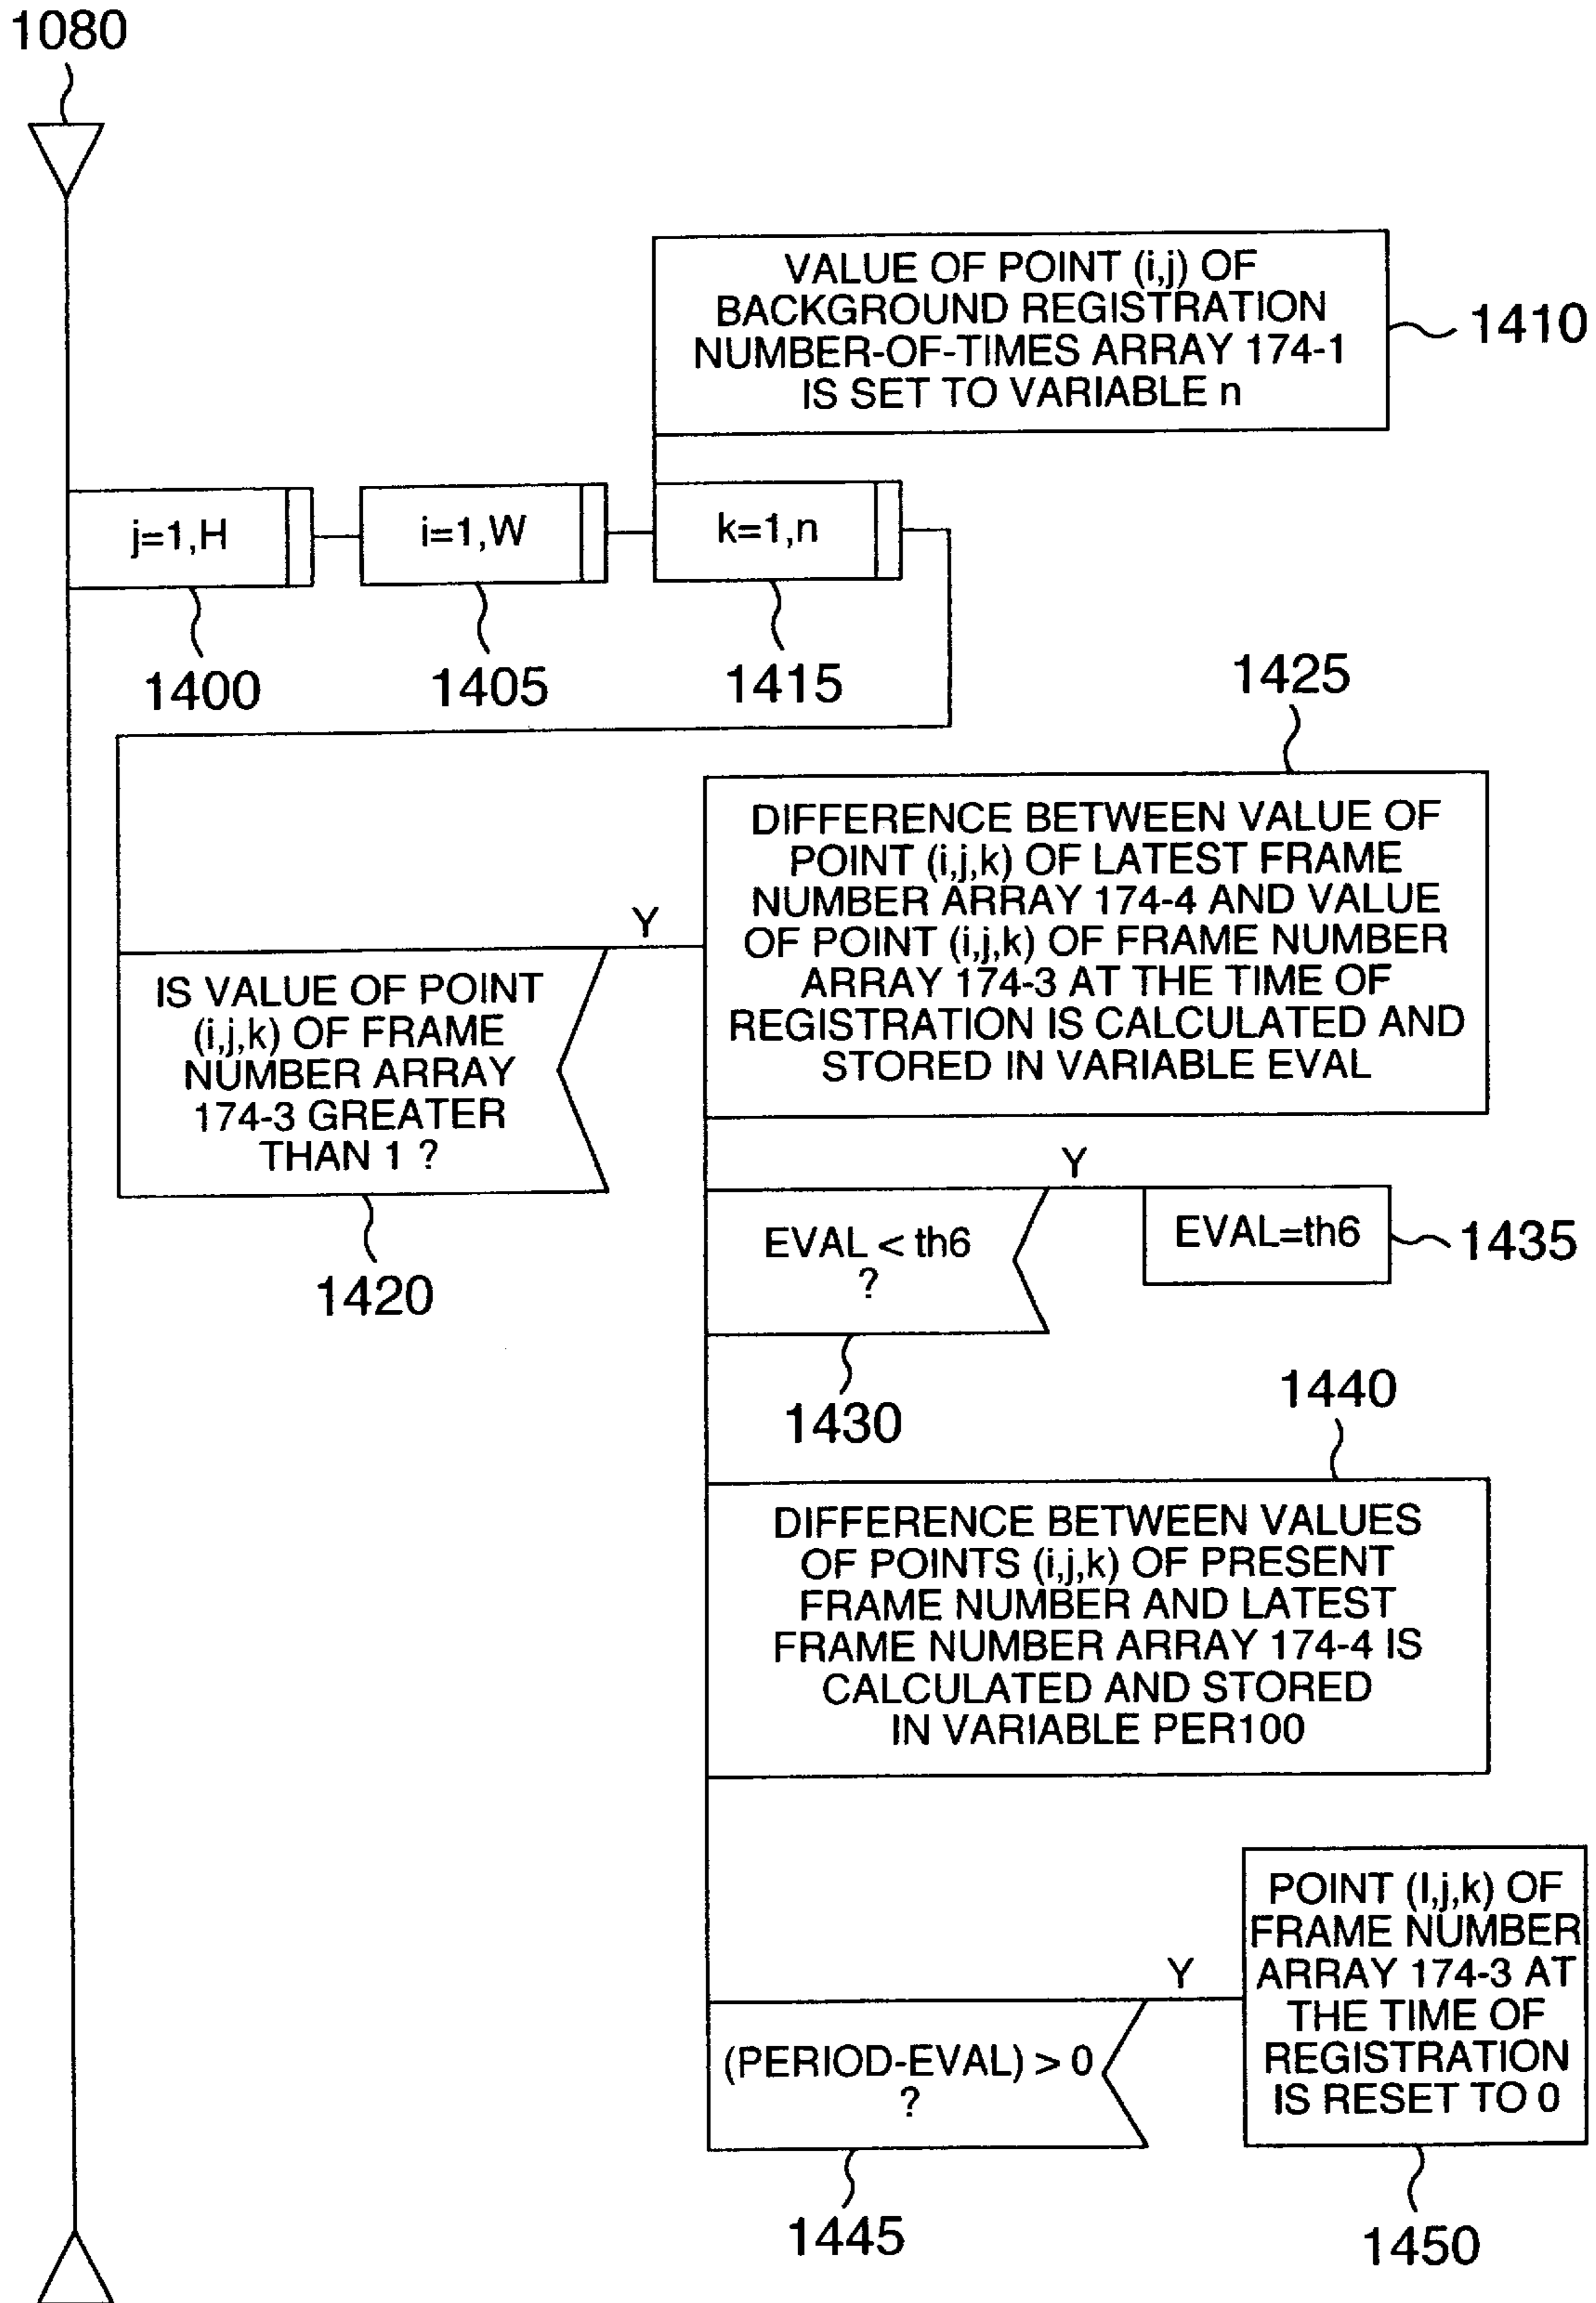 1080
VALUE OF POINT (i,j) OF
BACKGROUND REGISTRATION
NUMBER-OF-TIMES ARRAY 174-1
IS SET TO VARIABLE n
1410
j=1,H
i=1,W
k=1,n
1400
1405
1415
1425
DIFFERENCE BETWEEN VALUE OF
POINT (i,j,k) OF LATEST FRAME
NUMBER ARRAY 174-4 AND VALUE
OF POINT (i,j,k) OF FRAME NUMBER
ARRAY 174-3 AT THE TIME OF
REGISTRATION IS CALCULATED AND
STORED IN VARIABLE EVAL
Y
IS VALUE OF POINT
(i,j,k) OF FRAME
NUMBER ARRAY
174-3 GREATER
THAN 1 ?
1420
EVAL < th6
?
Y
EVAL=th6
1435
1430
1440
DIFFERENCE BETWEEN VALUES
OF POINTS (i,j,k) OF PRESENT
FRAME NUMBER AND LATEST
FRAME NUMBER ARRAY 174-4 IS
CALCULATED AND STORED
IN VARIABLE PER100
(PERIOD-EVAL) > 0
?
Y
POINT (I,j,k) OF
FRAME NUMBER
ARRAY 174-3 AT
THE TIME OF
REGISTRATION
IS RESET TO 0
1445
1450